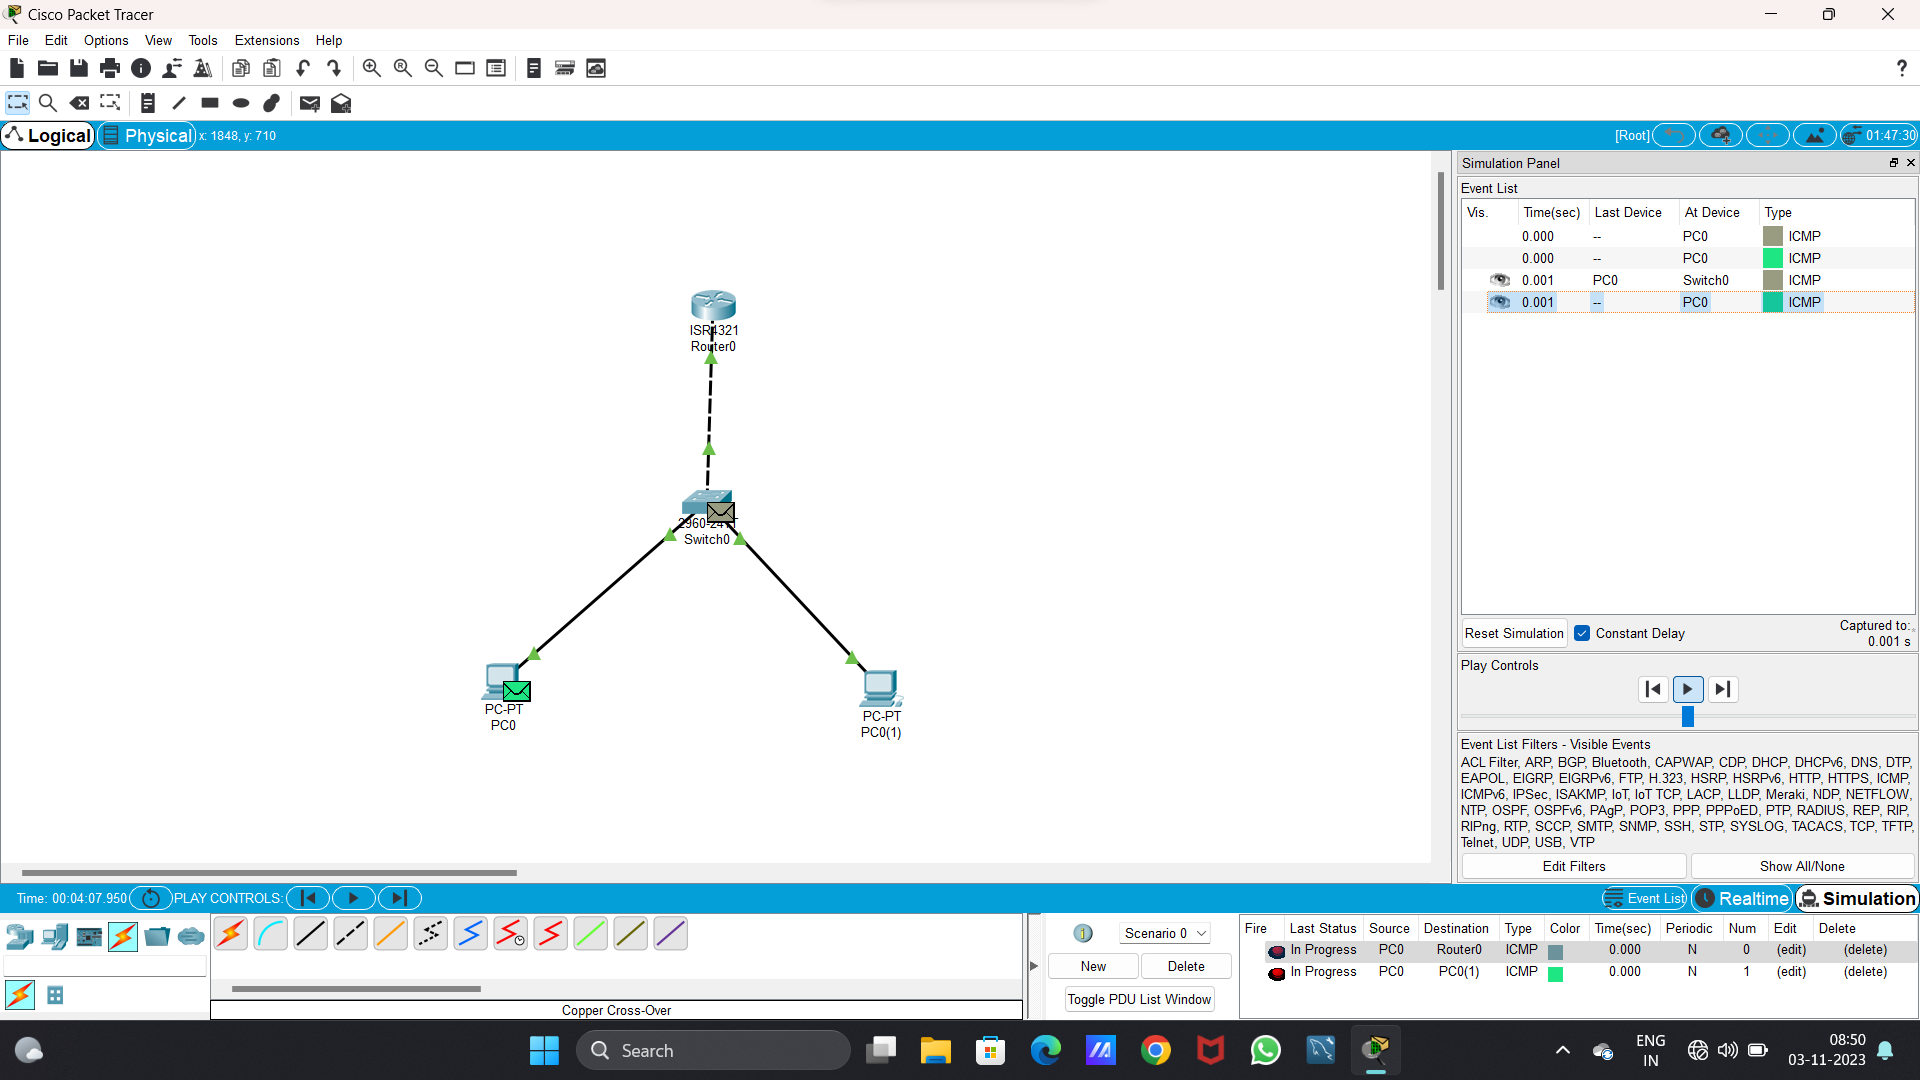 Cisco Packet Tracer
File Edit Options View Tools Extensions Help
?
Logical Physical x: 1848, y: 710 [Root] 01:47:30
Simulation Panel
Event List
Vis. Time(sec) Last Device At Device Type
0.000 -- PC0 ICMP
0.000 -- PC0 ICMP
0.001 PC0 Switch0 ICMP
0.001 -- PC0 ICMP
ISR4321
Router0
Switch0
PC-PT
PC0
PC-PT
PC0(1)
Reset Simulation Constant Delay Captured to:
0.001 s
Play Controls
Event List Filters - Visible Events
ACL Filter, ARP, BGP, Bluetooth, CAPWAP, CDP, DHCP, DHCPv6, DNS, DTP,
EAPOL, EIGRP, EIGRPv6, FTP, H.323, HSRP, HSRPv6, HTTP, HTTPS, ICMP,
ICMPv6, IPSec, ISAKMP, IoT, IoT TCP, LACP, LLDP, Meraki, NDP, NETFLOW,
NTP, OSPF, OSPFv6, PAgP, POP3, PPP, PPPoED, PTP, RADIUS, REP, RIP,
RIPng, RTP, SCCP, SMTP, SNMP, SSH, STP, SYSLOG, TACACS, TCP, TFTP,
Telnet, UDP, USB, VTP
Edit Filters Show All/None
Time: 00:04:07.950 PLAY CONTROLS: Event List Realtime Simulation
Scenario 0
New Delete
Toggle PDU List Window
Fire Last Status Source Destination Type Color Time(sec) Periodic Num Edit Delete
In Progress PC0 Router0 ICMP 0.000 N 0 (edit) (delete)
In Progress PC0 PC0(1) ICMP 0.000 N 1 (edit) (delete)
Copper Cross-Over
Search
ENG
IN
08:50
03-11-2023